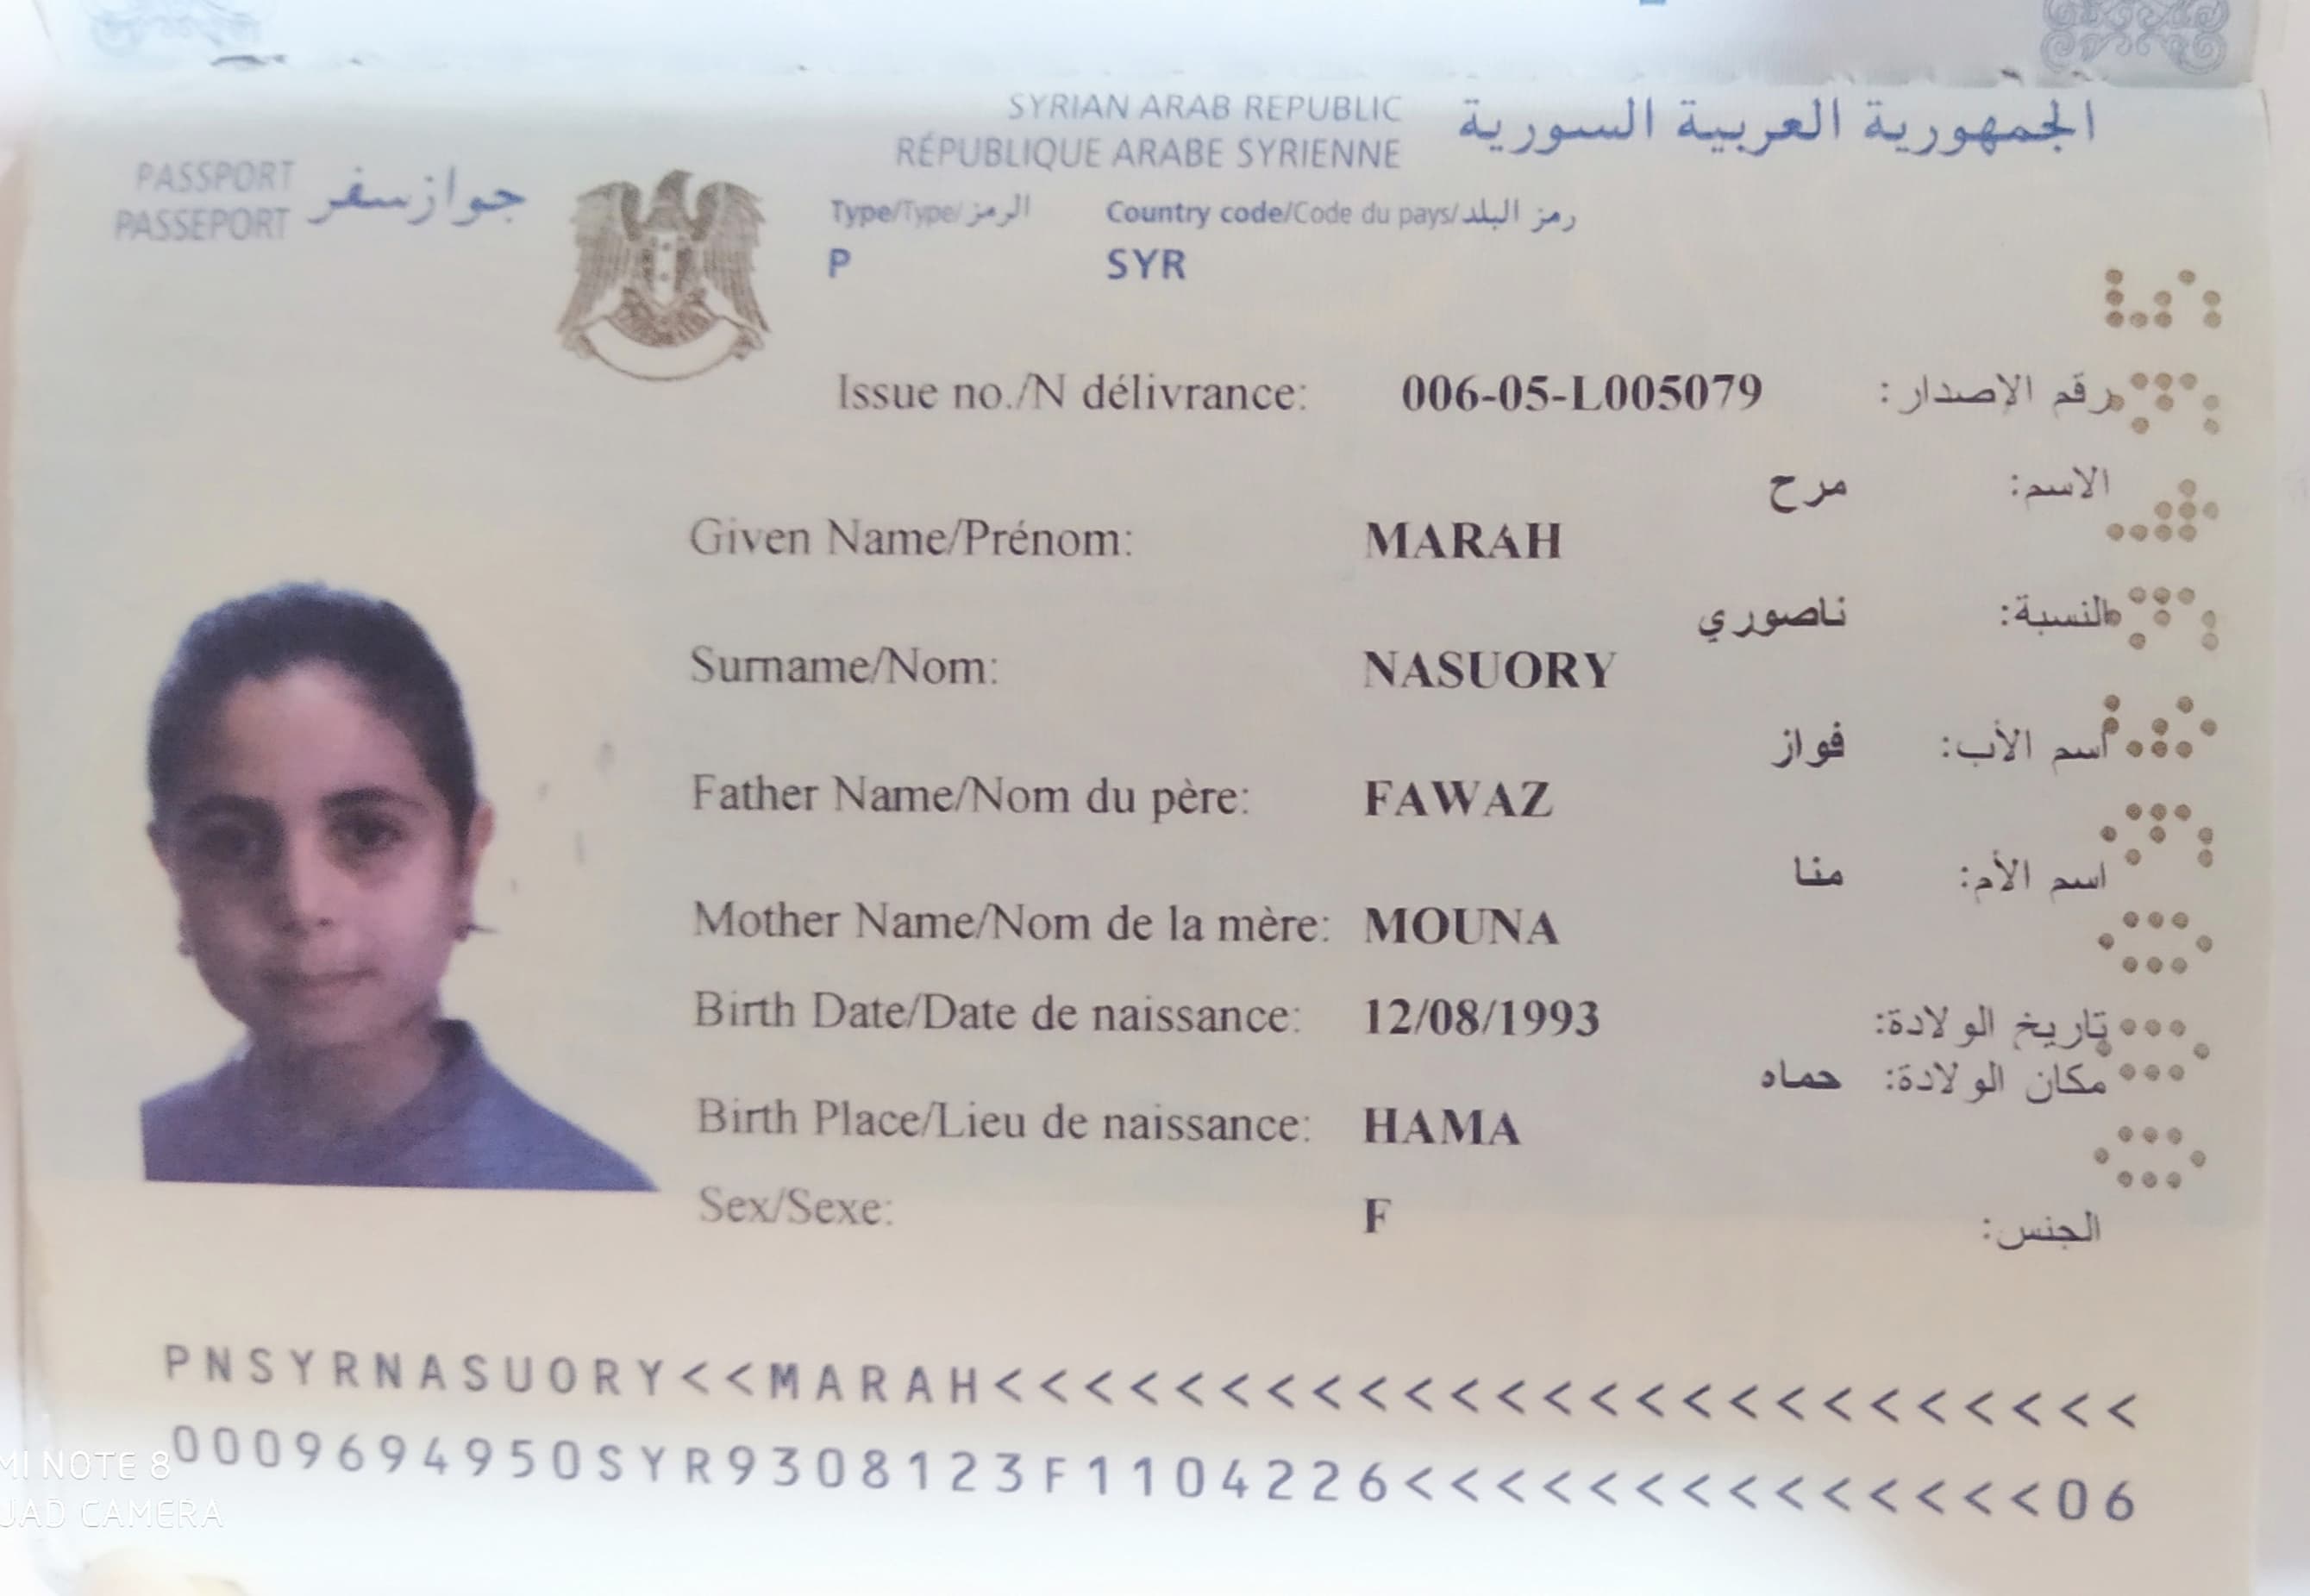 SYRIAN ARAB REPUBLIC
RÉPUBLIQUE ARABE SYRIENNE
الجمهورية العربية السورية
PASSPORT
PASSEPORT
جواز سفر
Type/Type/الرمز
Country code/Code du pays/رمز البلد
P
SYR
Issue no./N délivrance: 006-05-L005079 رقم الاصدار:
الاسم: مرح
Given Name/Prénom: MARAH
النسبة: ناصوري
Surname/Nom: NASUORY
اسم الأب: فواز
Father Name/Nom du père: FAWAZ
اسم الأم: منا
Mother Name/Nom de la mère: MOUNA
Birth Date/Date de naissance: 12/08/1993 تاريخ الولادة:
مكان الولادة: حماه
Birth Place/Lieu de naissance: HAMA
Sex/Sexe: F الجنس:
PNSYRNASUORY<<MARAH<<<<<<<<<<<<<<<<<<<<<<<<<
0009694950SYR9308123F1104226<<<<<<<<<<<<<<06
MI NOTE 8
UAD CAMERA